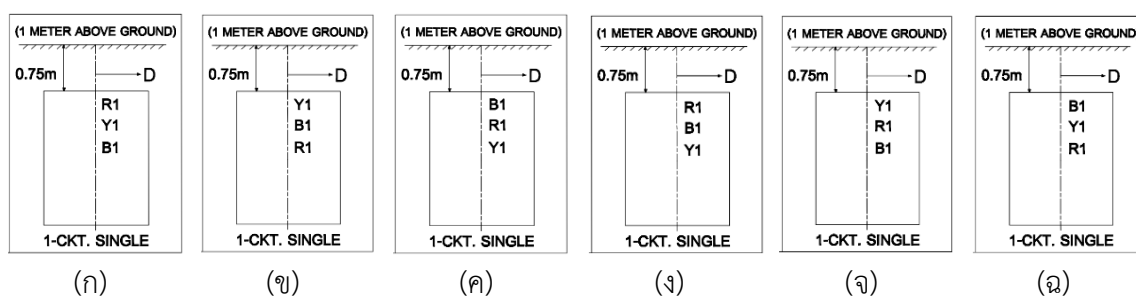 (1 METER ABOVE GROUND)
0.75m
D
R1
Y1
B1
1-CKT. SINGLE
(ก)
(1 METER ABOVE GROUND)
0.75m
D
Y1
B1
R1
1-CKT. SINGLE
(ข)
(1 METER ABOVE GROUND)
0.75m
D
B1
R1
Y1
1-CKT. SINGLE
(ค)
(1 METER ABOVE GROUND)
0.75m
D
R1
B1
Y1
1-CKT. SINGLE
(ง)
(1 METER ABOVE GROUND)
0.75m
D
Y1
R1
B1
1-CKT. SINGLE
(จ)
(1 METER ABOVE GROUND)
0.75m
D
B1
Y1
R1
1-CKT. SINGLE
(ฉ)